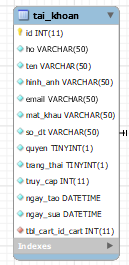 tai_khoan
id INT(11)
ho VARCHAR(50)
ten VARCHAR(50)
hinh_anh VARCHAR(50)
email VARCHAR(50)
mat_khau VARCHAR(50)
so_dt VARCHAR(50)
quyen TINYINT(1)
trang_thai TINYINT(1)
truy_cap INT(11)
ngay_tao DATETIME
ngay_sua DATETIME
tbl_cart_id_cart INT(11)
Indexes